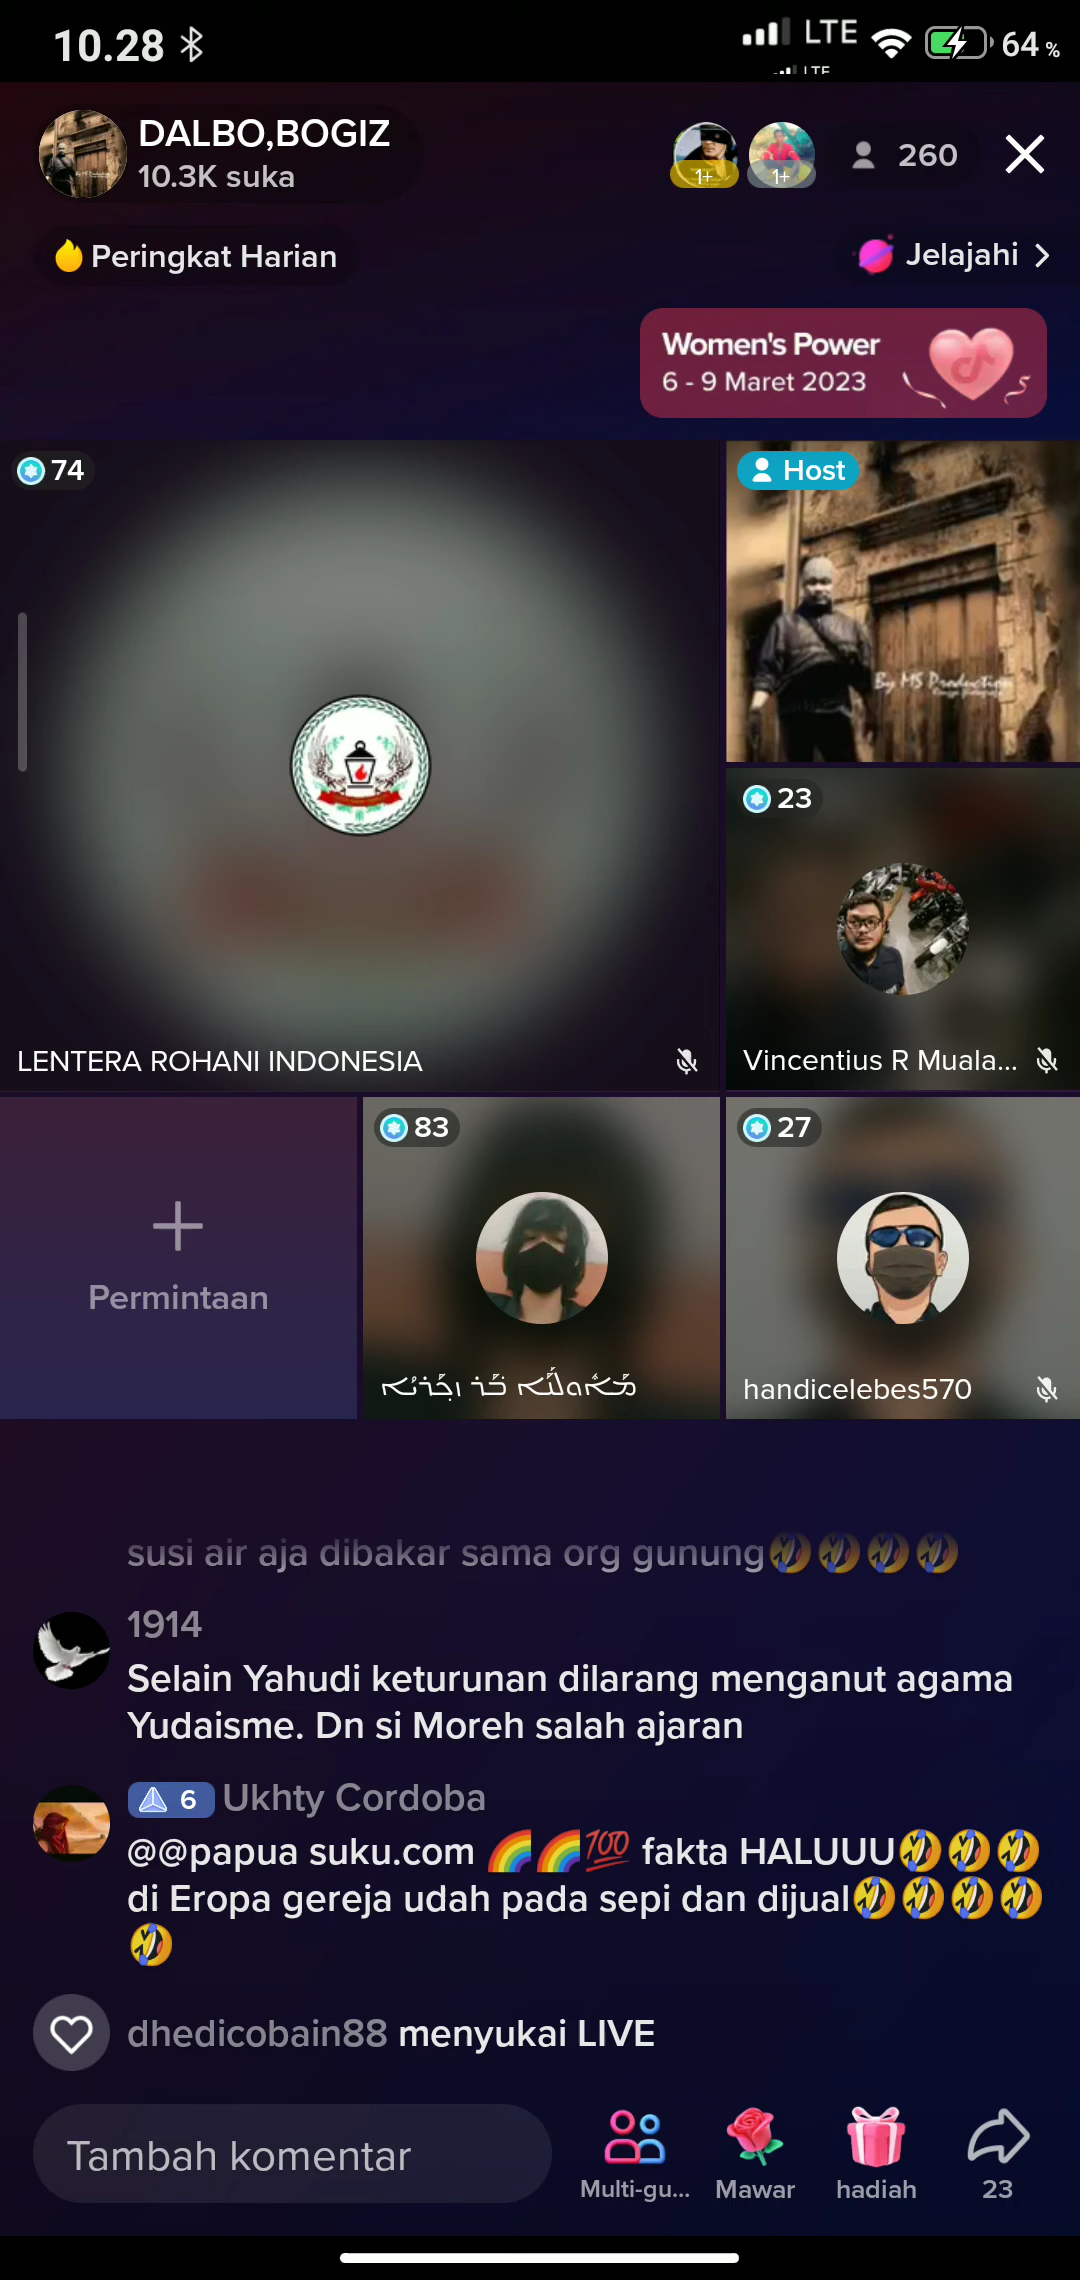 10.28
LTE
64 %
LTE
DALBO,BOGIZ
10.3K suka
1+
1+
260
Peringkat Harian
Jelajahi
Women's Power
6 - 9 Maret 2023
74
Host
By MS Production
23
LENTERA ROHANI INDONESIA
Vincentius R Muala...
83
27
Permintaan
handicelebes570
susi air aja dibakar sama org gunung🤣🤣🤣🤣
1914
Selain Yahudi keturunan dilarang menganut agama
Yudaisme. Dn si Moreh salah ajaran
6 Ukhty Cordoba
@@papua suku.com 🌈🌈💯 fakta HALUUU🤣🤣🤣
di Eropa gereja udah pada sepi dan dijual🤣🤣🤣🤣
🤣
dhedicobain88 menyukai LIVE
Tambah komentar
Multi-gu...
Mawar
hadiah
23